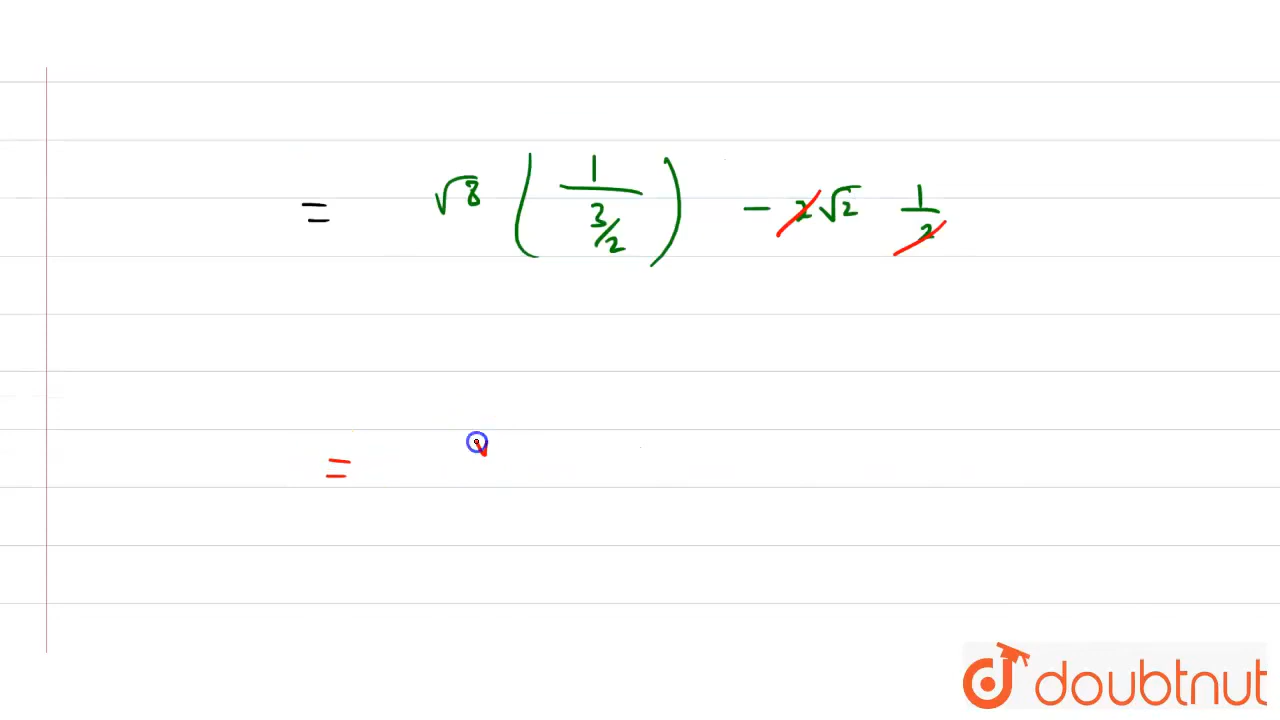 = √8 ( 1 / (3/2) ) - 2√2 1/2
= √
doubtnut